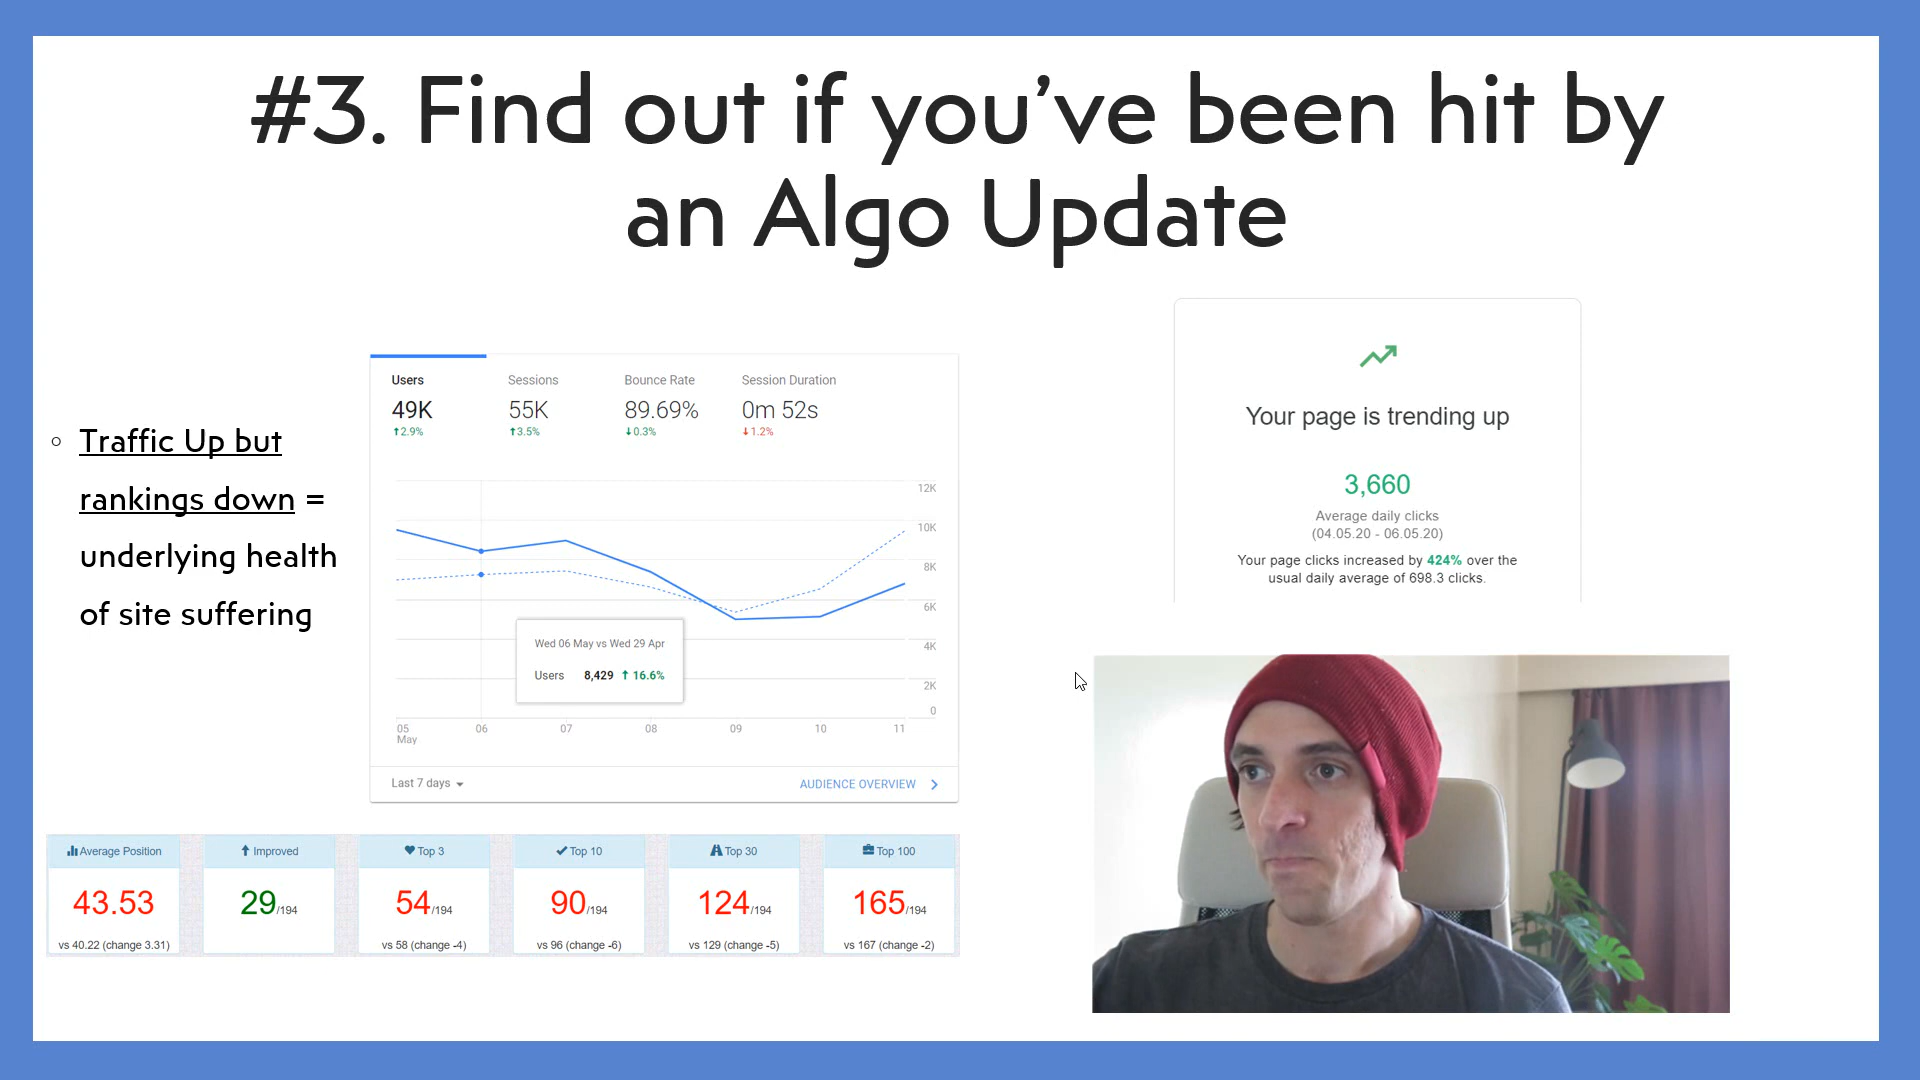 #3. Find out if you've been hit by
an Algo Update
Traffic Up but
rankings down =
underlying health
of site suffering
Users Sessions Bounce Rate Session Duration
49K 55K 89.69% 0m 52s
↑2.9% ↑3.5% ↓0.3% ↓1.2%
12K
10K
8K
6K
4K
2K
0
Wed 06 May vs Wed 29 Apr
Users 8,429 ↑ 16.6%
05 06 07 08 09 10 11
May
Last 7 days AUDIENCE OVERVIEW
Your page is trending up
3,660
Average daily clicks
(04.05.20 - 06.05.20)
Your page clicks increased by 424% over the
usual daily average of 698.3 clicks.
Average Position Improved Top 3 Top 10 Top 30 Top 100
43.53 29/194 54/194 90/194 124/194 165/194
vs 40.22 (change 3.31) vs 58 (change -4) vs 96 (change -6) vs 129 (change -5) vs 167 (change -2)